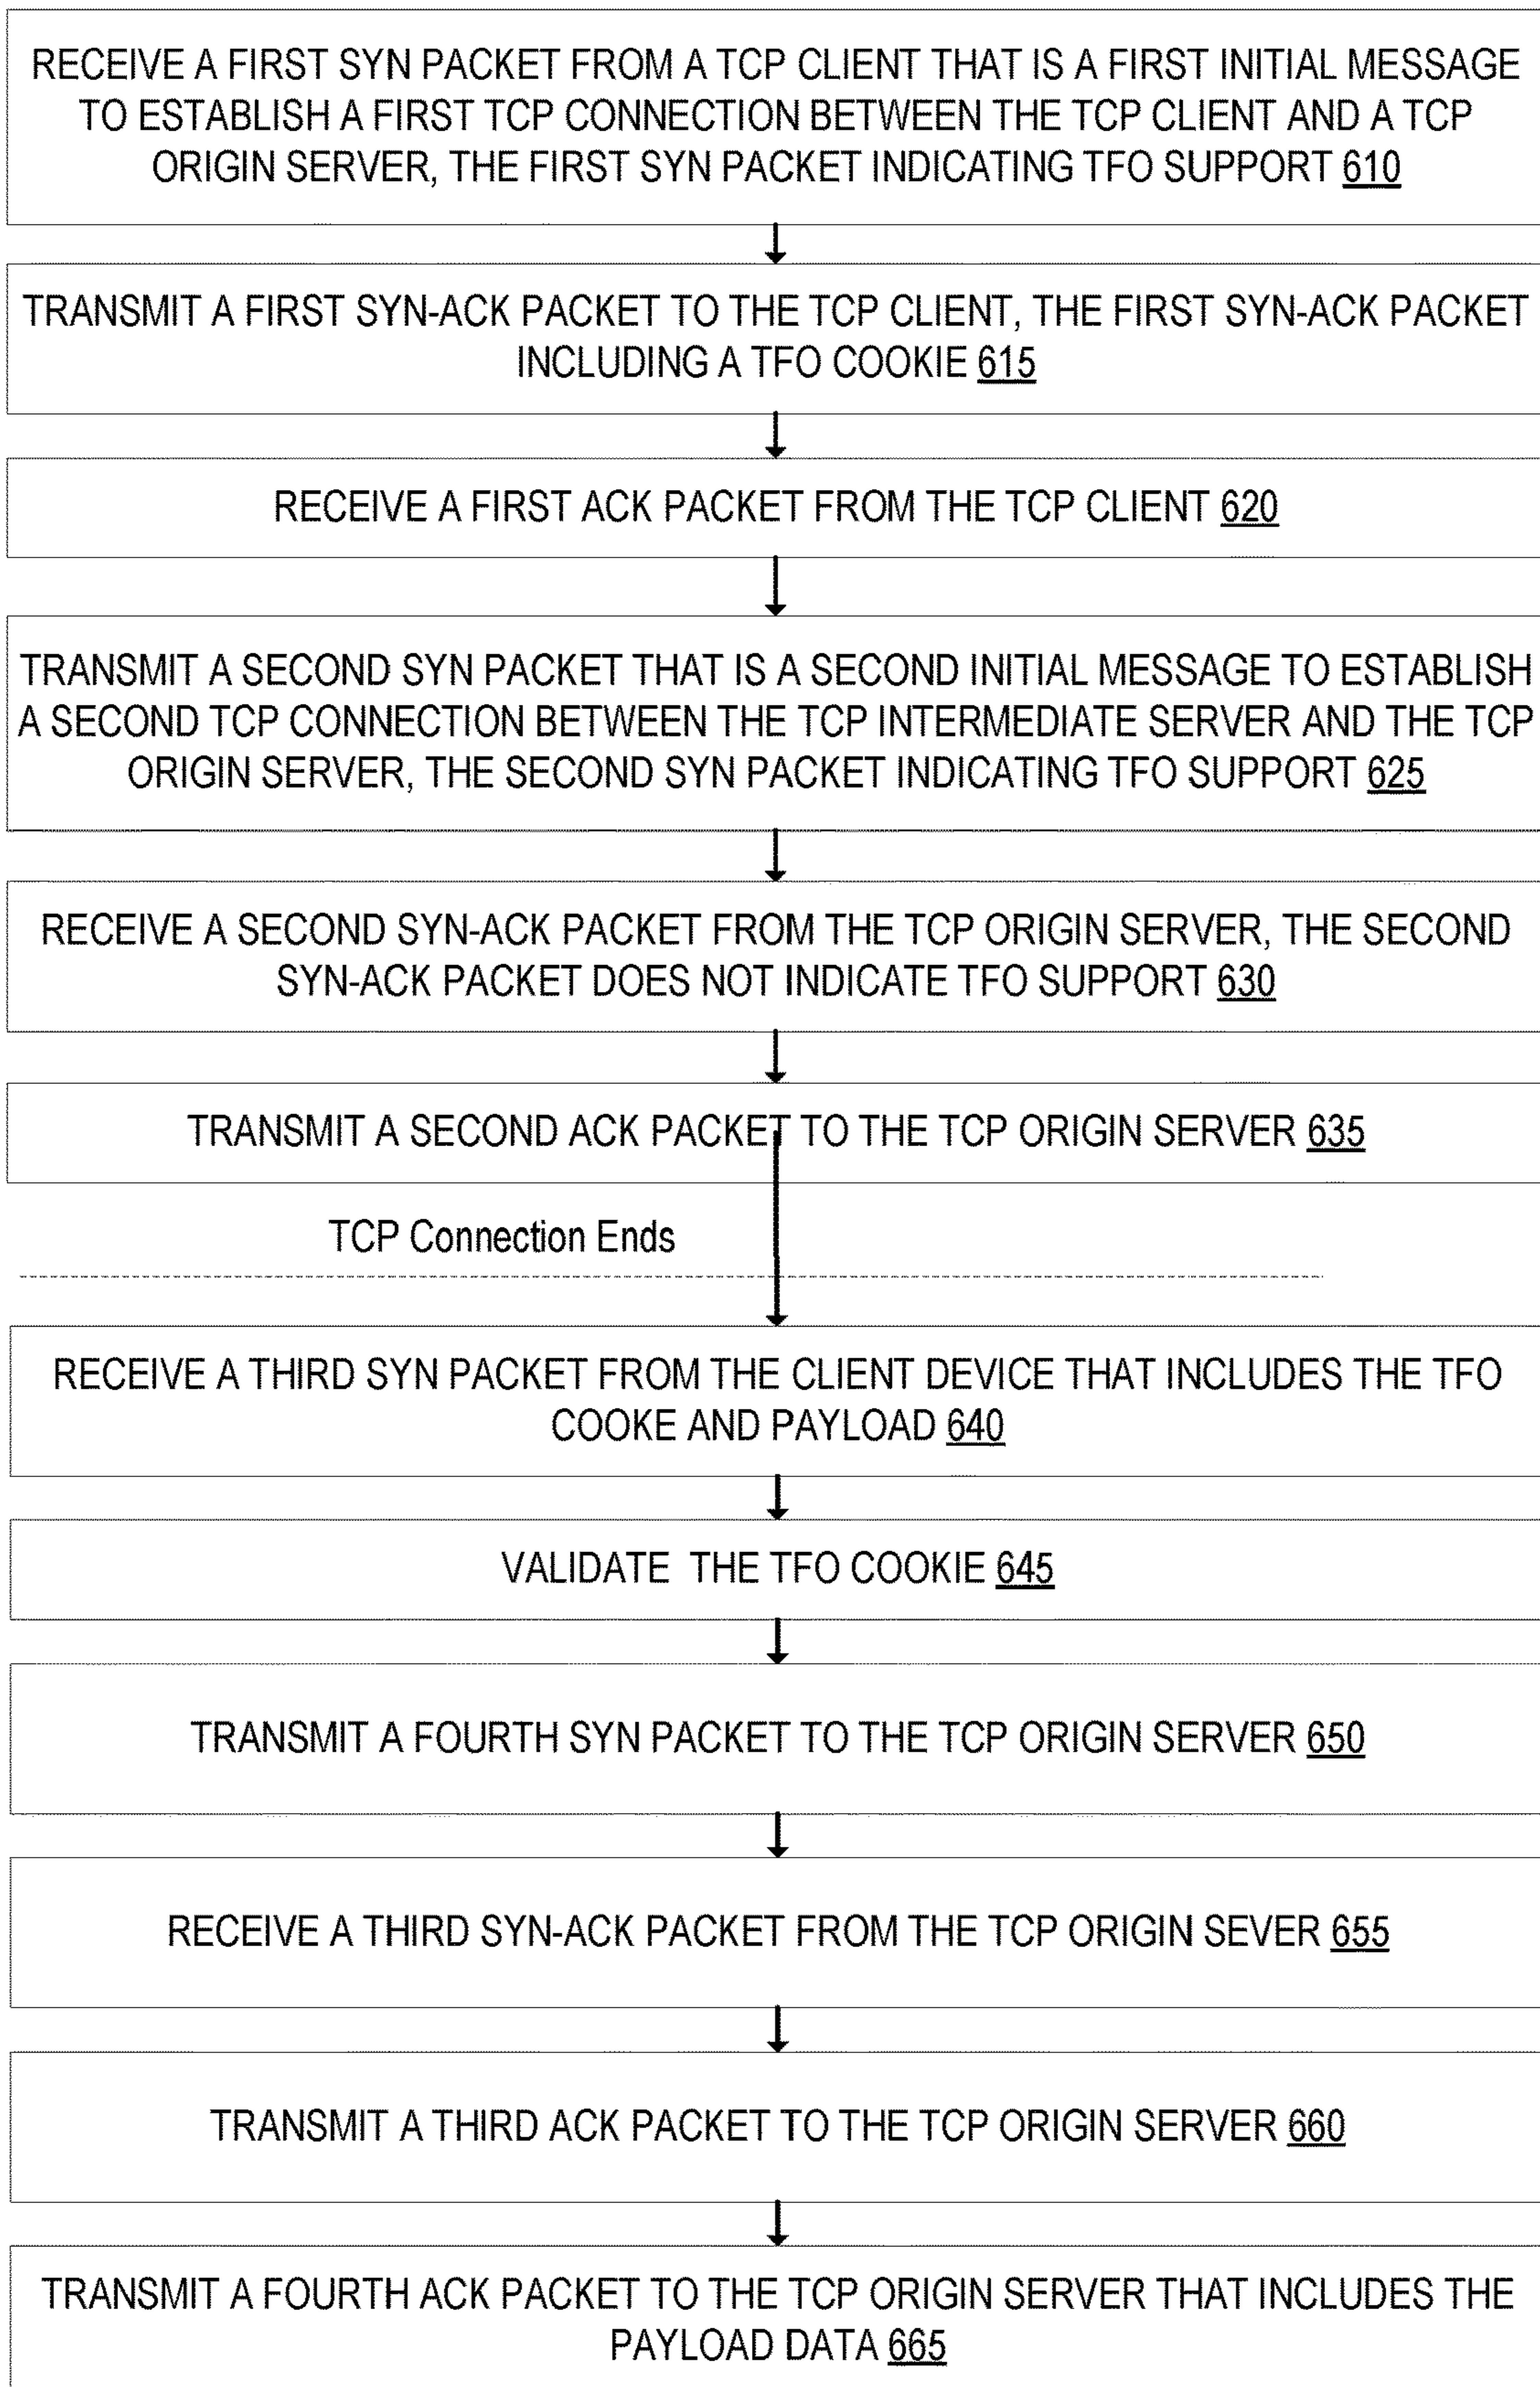 RECEIVE A FIRST SYN PACKET FROM A TCP CLIENT THAT IS A FIRST INITIAL MESSAGE
TO ESTABLISH A FIRST TCP CONNECTION BETWEEN THE TCP CLIENT AND A TCP
ORIGIN SERVER, THE FIRST SYN PACKET INDICATING TFO SUPPORT 610
TRANSMIT A FIRST SYN-ACK PACKET TO THE TCP CLIENT, THE FIRST SYN-ACK PACKET
INCLUDING A TFO COOKIE 615
RECEIVE A FIRST ACK PACKET FROM THE TCP CLIENT 620
TRANSMIT A SECOND SYN PACKET THAT IS A SECOND INITIAL MESSAGE TO ESTABLISH
A SECOND TCP CONNECTION BETWEEN THE TCP INTERMEDIATE SERVER AND THE TCP
ORIGIN SERVER, THE SECOND SYN PACKET INDICATING TFO SUPPORT 625
RECEIVE A SECOND SYN-ACK PACKET FROM THE TCP ORIGIN SERVER, THE SECOND
SYN-ACK PACKET DOES NOT INDICATE TFO SUPPORT 630
TRANSMIT A SECOND ACK PACKET TO THE TCP ORIGIN SERVER 635
TCP Connection Ends
RECEIVE A THIRD SYN PACKET FROM THE CLIENT DEVICE THAT INCLUDES THE TFO
COOKE AND PAYLOAD 640
VALIDATE THE TFO COOKIE 645
TRANSMIT A FOURTH SYN PACKET TO THE TCP ORIGIN SERVER 650
RECEIVE A THIRD SYN-ACK PACKET FROM THE TCP ORIGIN SEVER 655
TRANSMIT A THIRD ACK PACKET TO THE TCP ORIGIN SERVER 660
TRANSMIT A FOURTH ACK PACKET TO THE TCP ORIGIN SERVER THAT INCLUDES THE
PAYLOAD DATA 665